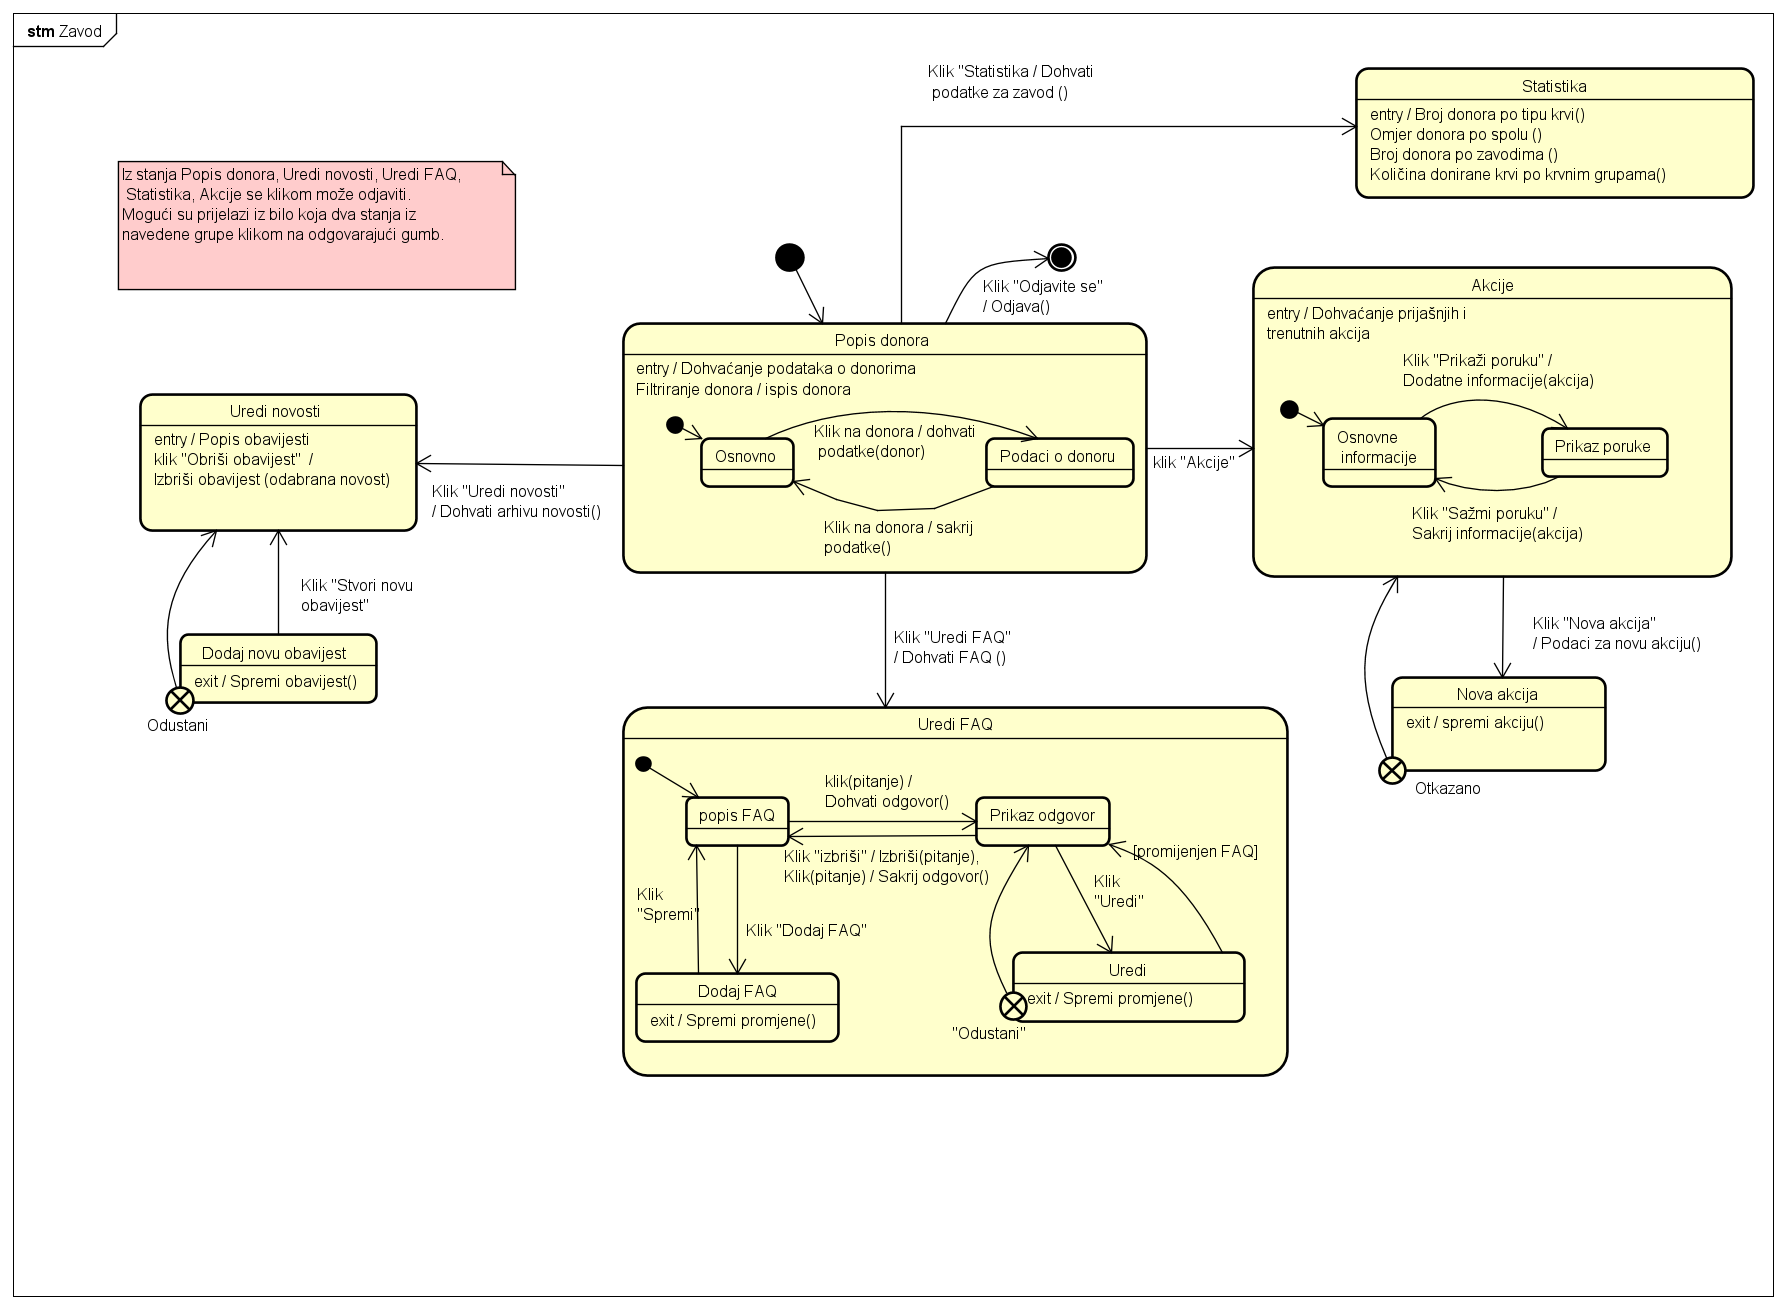 stm Zavod
Klik "Statistika / Dohvati
podatke za zavod ()
Statistika
entry / Broj donora po tipu krvi()
Omjer donora po spolu ()
Broj donora po zavodima ()
Količina donirane krvi po krvnim grupama()
Iz stanja Popis donora, Uredi novosti, Uredi FAQ,
Statistika, Akcije se klikom može odjaviti.
Mogući su prijelazi iz bilo koja dva stanja iz
navedene grupe klikom na odgovarajući gumb.
Klik "Odjavite se"
/ Odjava()
Popis donora
entry / Dohvaćanje podataka o donorima
Filtriranje donora / ispis donora
Klik na donora / dohvati
podatke(donor)
Osnovno
Podaci o donoru
Klik na donora / sakrij
podatke()
klik "Akcije"
Akcije
entry / Dohvaćanje prijašnjih i
trenutnih akcija
Klik "Prikaži poruku" /
Dodatne informacije(akcija)
Osnovne
informacije
Prikaz poruke
Klik "Sažmi poruku" /
Sakrij informacije(akcija)
Uredi novosti
entry / Popis obavijesti
klik "Obriši obavijest"  /
Izbriši obavijest (odabrana novost)
Klik "Uredi novosti"
/ Dohvati arhivu novosti()
Klik "Stvori novu
obavijest"
Dodaj novu obavijest
exit / Spremi obavijest()
Odustani
Klik "Uredi FAQ"
/ Dohvati FAQ ()
Klik "Nova akcija"
/ Podaci za novu akciju()
Nova akcija
exit / spremi akciju()
Otkazano
Uredi FAQ
klik(pitanje) /
Dohvati odgovor()
popis FAQ
Prikaz odgovor
Klik "izbriši" / Izbriši(pitanje),
Klik(pitanje) / Sakrij odgovor()
[promijenjen FAQ]
Klik
"Spremi"
Klik
"Uredi"
Klik "Dodaj FAQ"
Dodaj FAQ
exit / Spremi promjene()
Uredi
exit / Spremi promjene()
"Odustani"